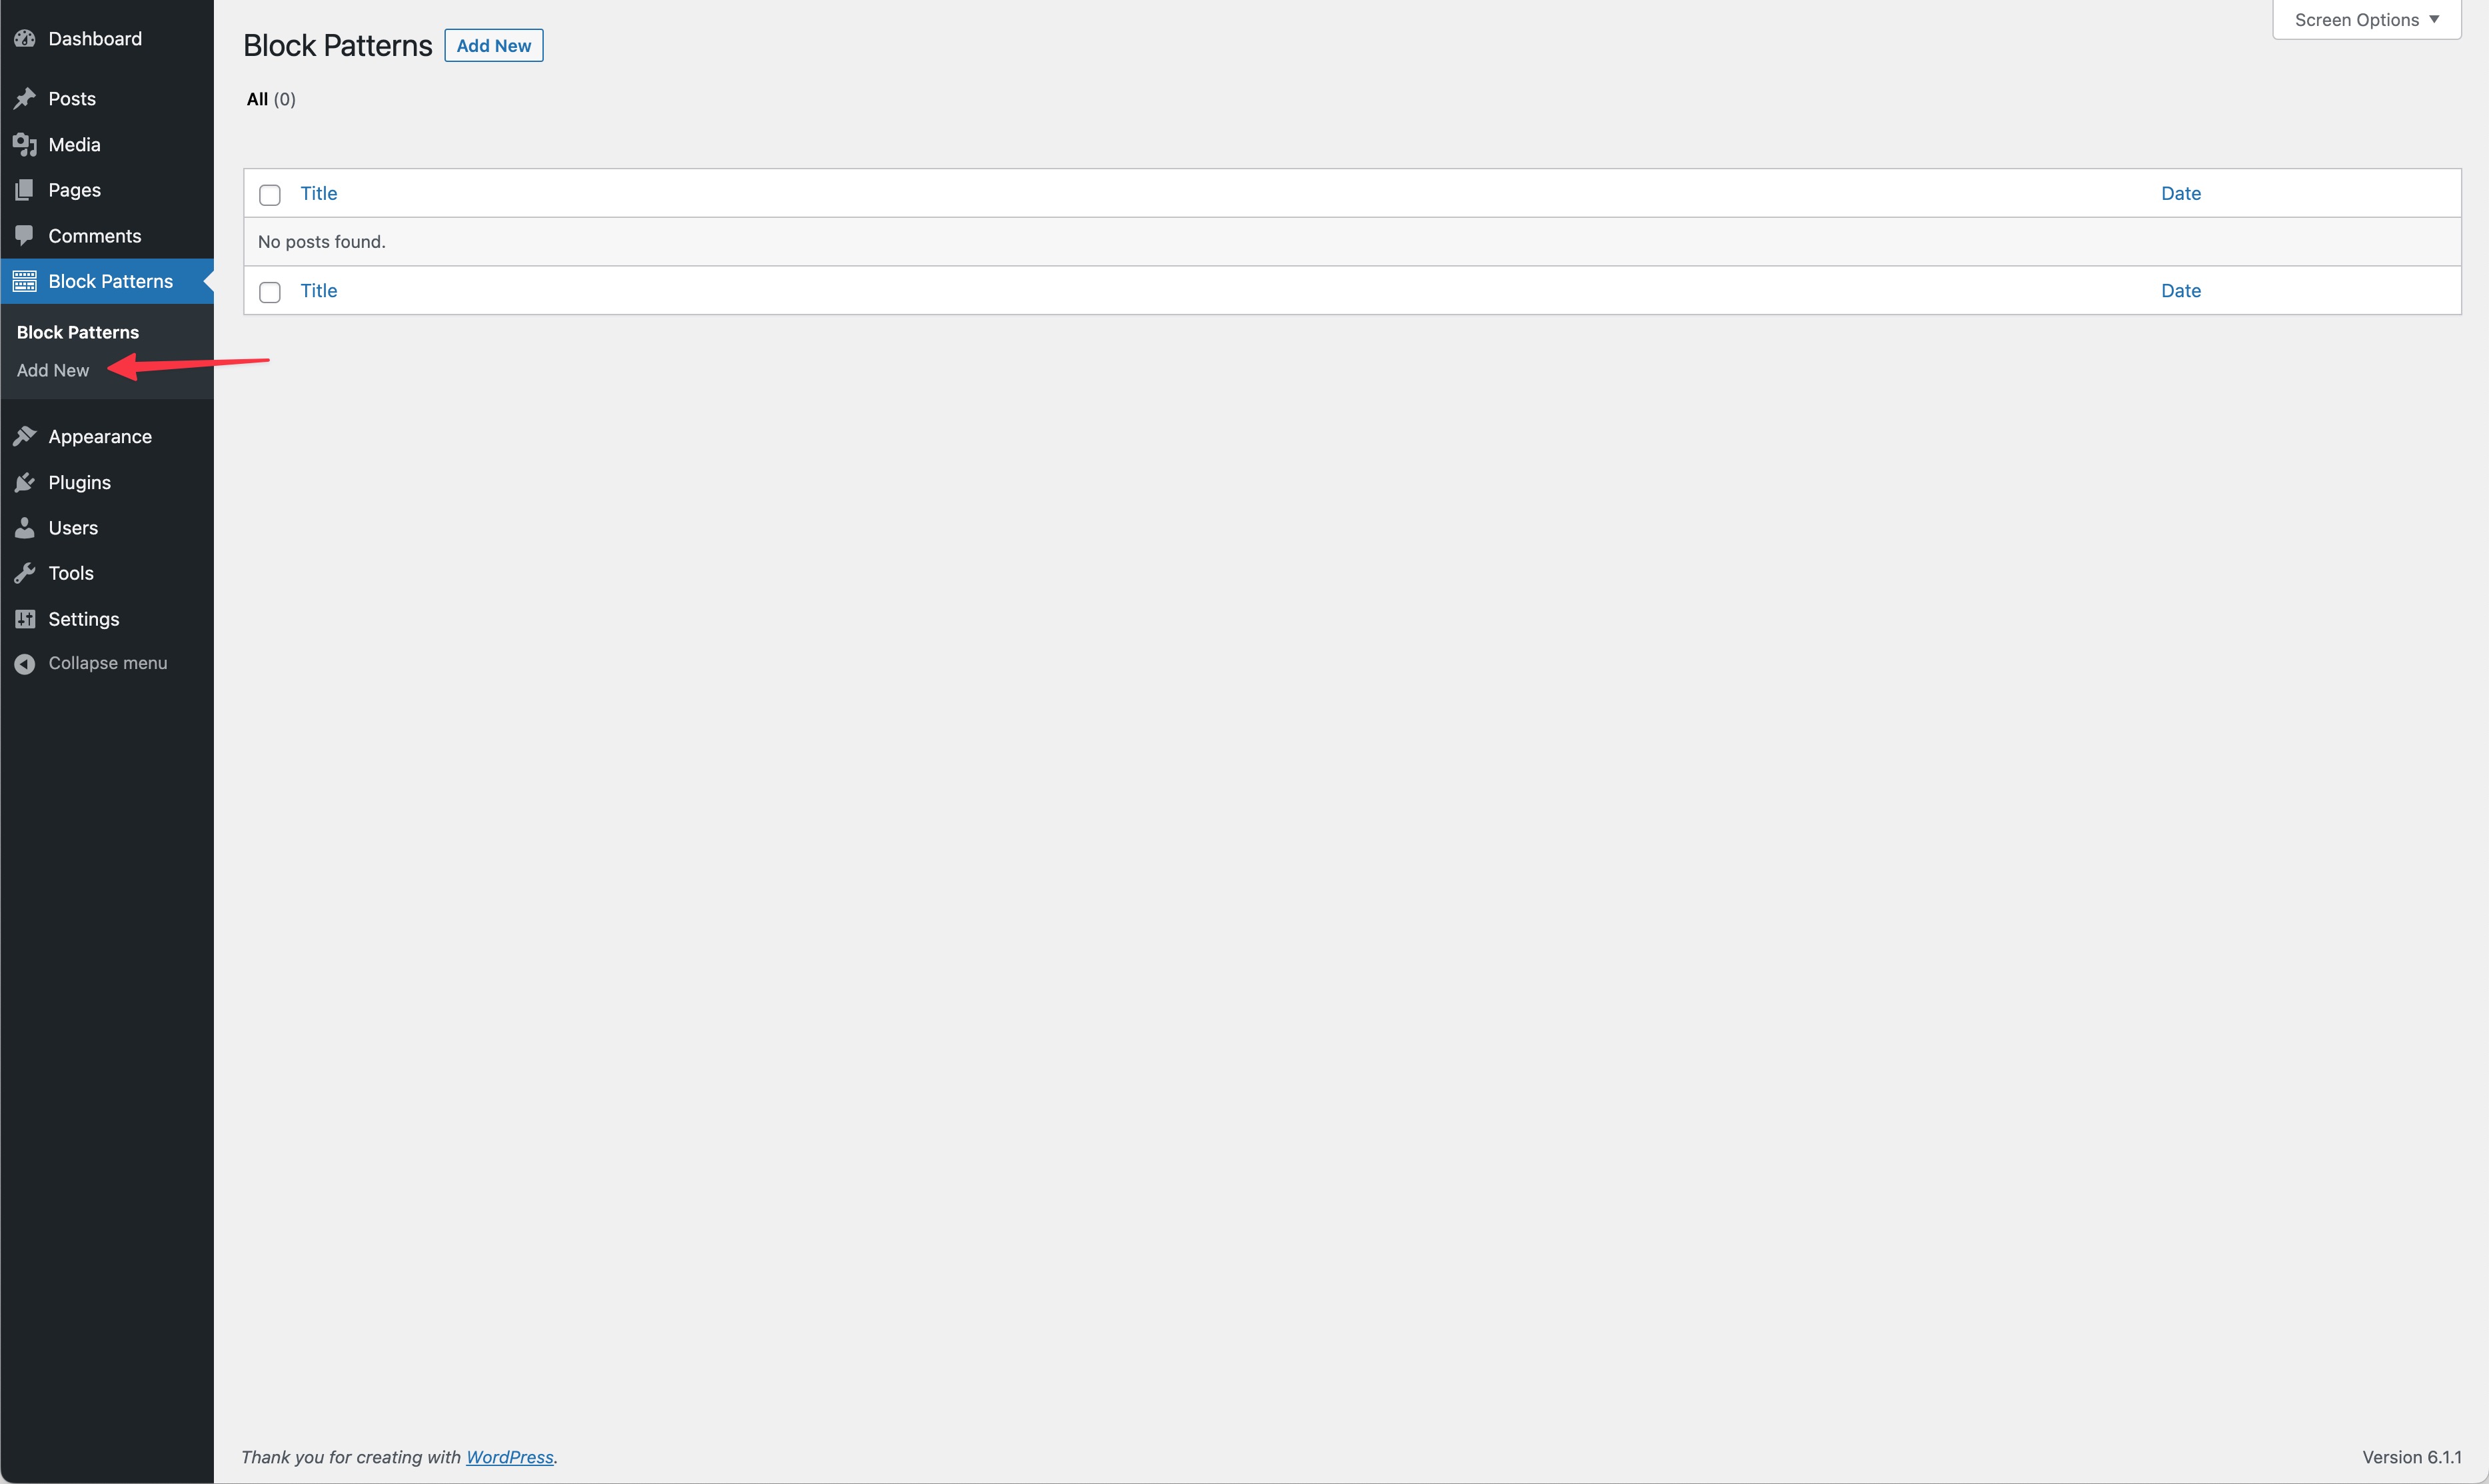 Dashboard
Posts
Media
Pages
Comments
Block Patterns
Block Patterns
Add New
Appearance
Plugins
Users
Tools
Settings
Collapse menu
Screen Options
Block Patterns Add New
All (0)
Title Date
No posts found.
Title Date
Thank you for creating with WordPress. Version 6.1.1